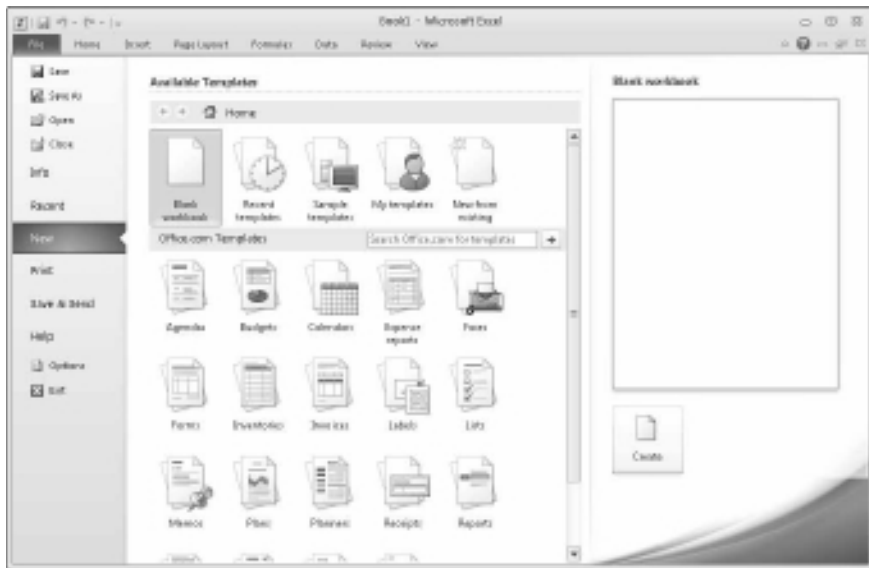 Book1 - Microsoft Excel
File Home Insert Page Layout Formulas Data Review View
Save
Save As
Open
Close
Info
Recent
New
Print
Save & Send
Help
Options
Exit
Available Templates
Home
Blank workbook
Recent templates
Sample templates
My templates
New from existing
Office.com Templates
Search Office.com for templates
Agendas
Budgets
Calendars
Expense reports
Faxes
Forms
Inventories
Invoices
Labels
Lists
Memos
Plans
Planners
Receipts
Reports
Blank workbook
Create